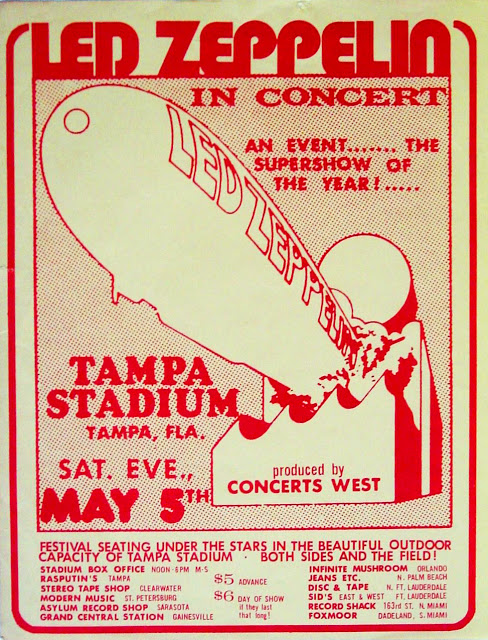 LED ZEPPELIN
IN CONCERT
AN EVENT....... THE
SUPERSHOW OF
THE YEAR!.....
LED ZEPPELIN
TAMPA
STADIUM
TAMPA, FLA.
SAT. EVE.,
MAY 5TH
produced by
CONCERTS WEST
FESTIVAL SEATING UNDER THE STARS IN THE BEAUTIFUL OUTDOOR
CAPACITY OF TAMPA STADIUM · BOTH SIDES AND THE FIELD!
STADIUM BOX OFFICE NOON-6PM M-S
RASPUTIN'S TAMPA
STEREO TAPE SHOP CLEARWATER
MODERN MUSIC ST. PETERSBURG
ASYLUM RECORD SHOP SARASOTA
GRAND CENTRAL STATION GAINESVILLE
$5 ADVANCE
$6 DAY OF SHOW
if they last
that long!
INFINITE MUSHROOM ORLANDO
JEANS ETC. N. PALM BEACH
DISC & TAPE N. FT. LAUDERDALE
SID'S EAST & WEST FT. LAUDERDALE
RECORD SHACK 163rd ST. N. MIAMI
FOXMOOR DADELAND, S. MIAMI